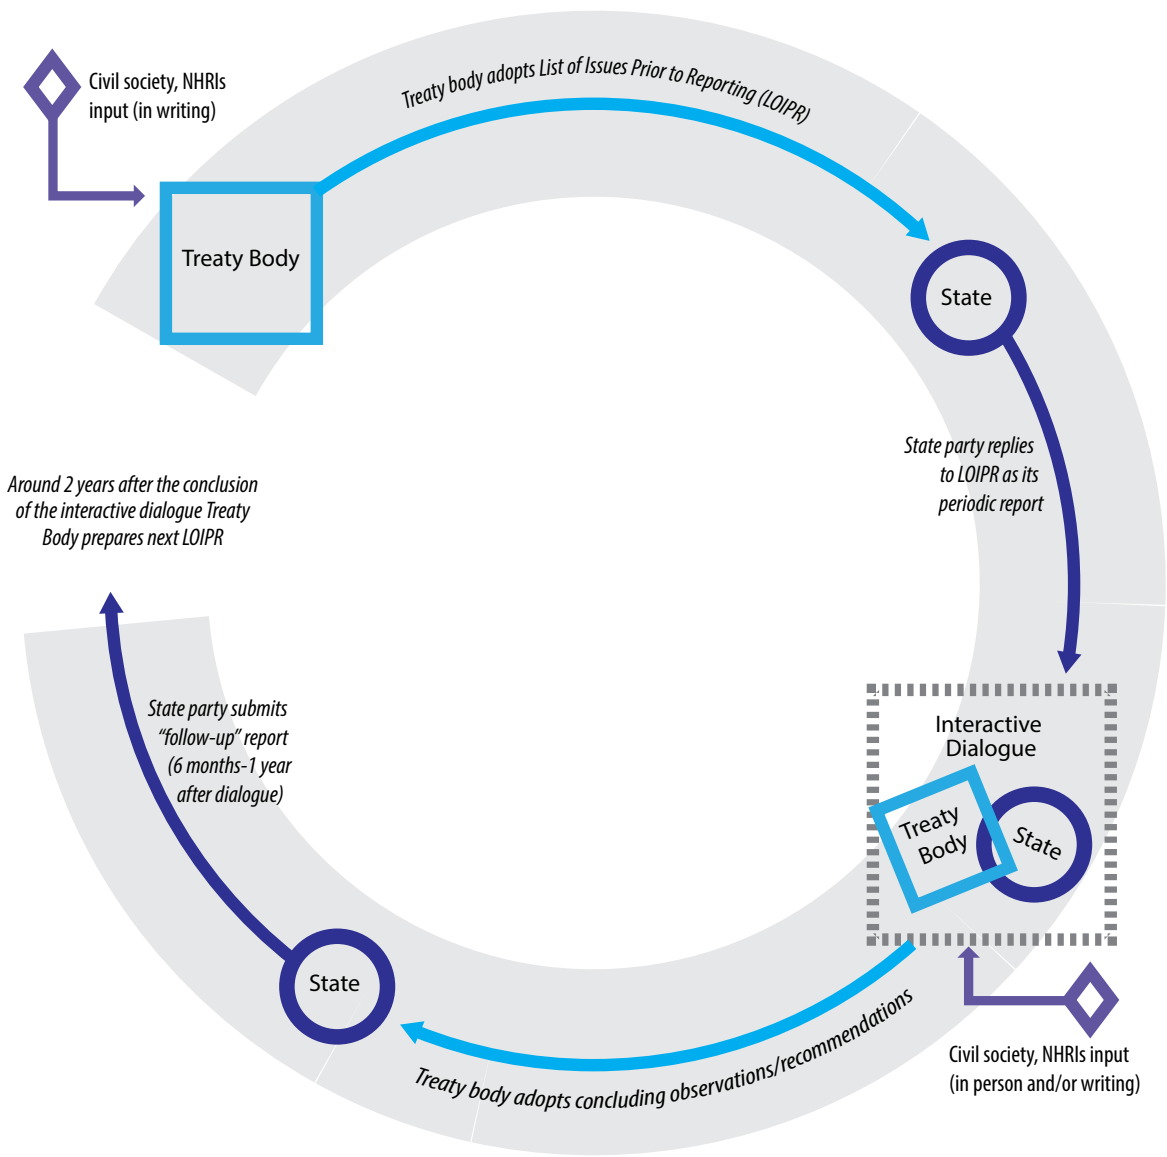 Civil society, NHRIs
input (in writing)
Treaty body adopts List of Issues Prior to Reporting (LOIPR)
Treaty Body
State
State party replies
to LOIPR as its
periodic report
Interactive
Dialogue
Treaty
Body
State
Civil society, NHRIs input
(in person and/or writing)
Treaty body adopts concluding observations/recommendations
State
State party submits
“follow-up” report
(6 months-1 year
after dialogue)
Around 2 years after the conclusion
of the interactive dialogue Treaty
Body prepares next LOIPR